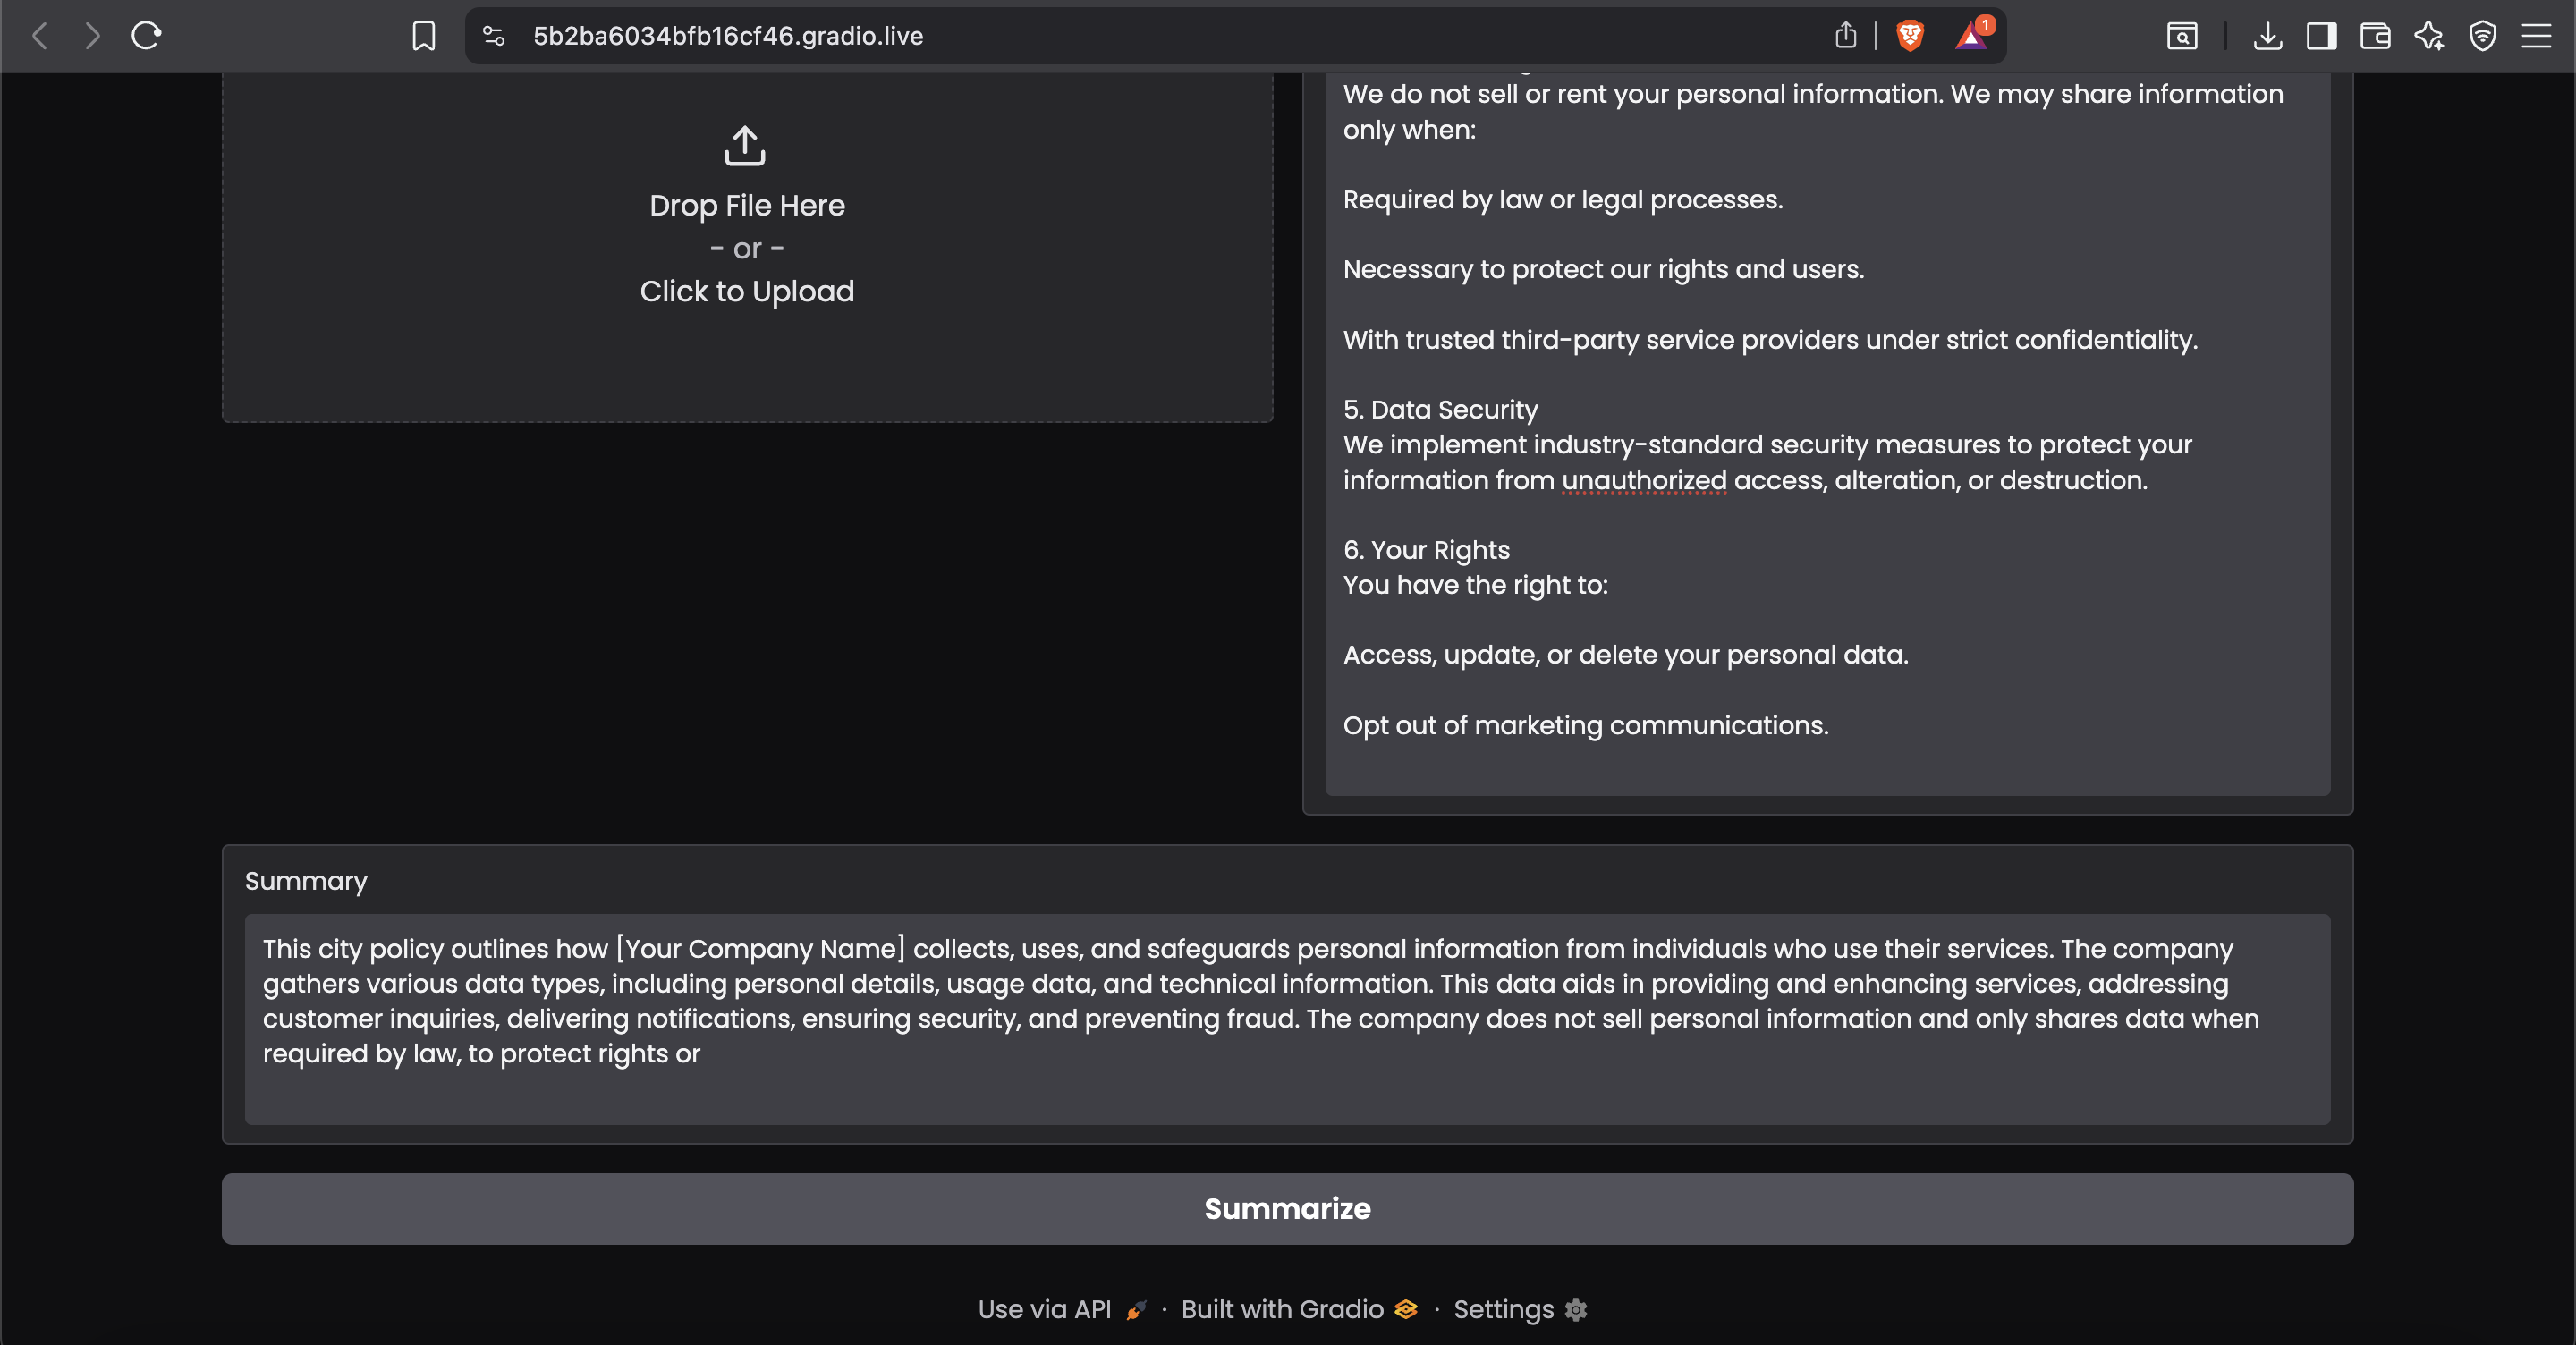 5b2ba6034bfb16cf46.gradio.live
1
Drop File Here
- or -
Click to Upload
We do not sell or rent your personal information. We may share information
only when:
Required by law or legal processes.
Necessary to protect our rights and users.
With trusted third-party service providers under strict confidentiality.
5. Data Security
We implement industry-standard security measures to protect your
information from unauthorized access, alteration, or destruction.
6. Your Rights
You have the right to:
Access, update, or delete your personal data.
Opt out of marketing communications.
Summary
This city policy outlines how [Your Company Name] collects, uses, and safeguards personal information from individuals who use their services. The company
gathers various data types, including personal details, usage data, and technical information. This data aids in providing and enhancing services, addressing
customer inquiries, delivering notifications, ensuring security, and preventing fraud. The company does not sell personal information and only shares data when
required by law, to protect rights or
Summarize
Use via API · Built with Gradio · Settings